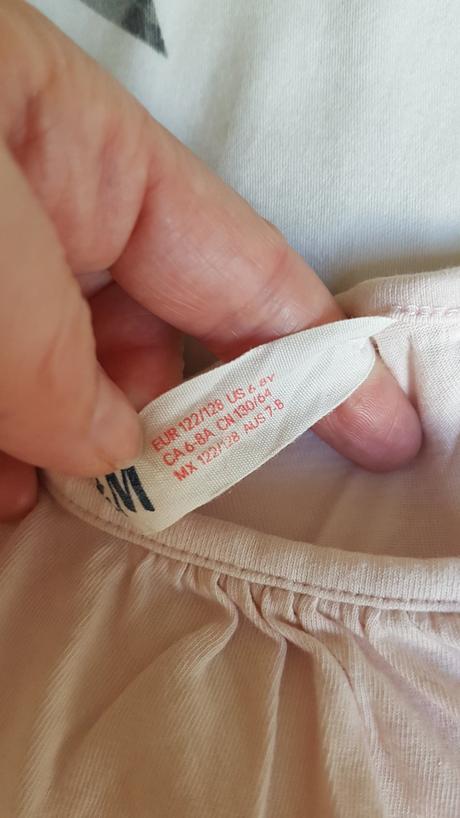 EUR 122/128 US 6-8Y
CA 6-8A CN 130/64
MX 122/128 AUS 7-8
&M